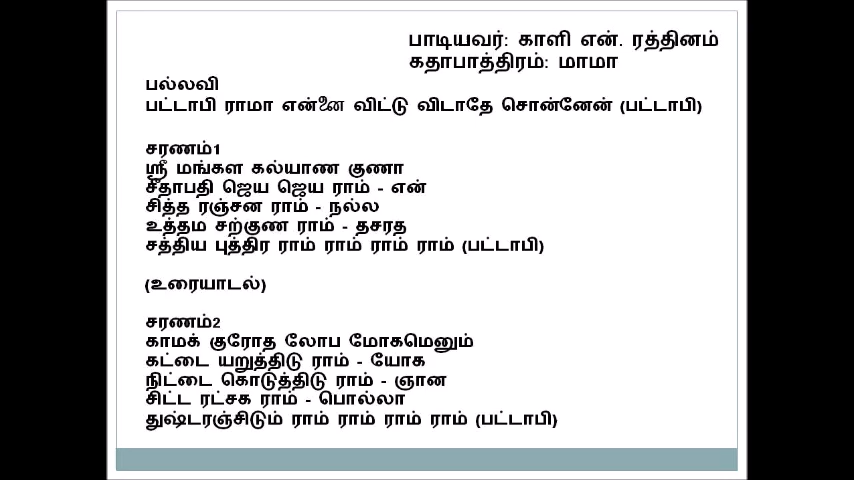 பாடியவர்: காளி என். ரத்தினம்
கதாபாத்திரம்: மாமா
பல்லவி
பட்டாபி ராமா என்னை விட்டு விடாதே சொன்னேன் (பட்டாபி)
சரணம்1
ஸ்ரீ மங்கள கல்யாண குணா
சீதாபதி ஜெய ஜெய ராம் - என்
சித்த ரஞ்சன ராம் - நல்ல
உத்தம சற்குண ராம் - தசரத
சத்திய புத்திர ராம் ராம் ராம் ராம் (பட்டாபி)
(உரையாடல்)
சரணம்2
காமக் குரோத லோப மோகமெனும்
கட்டை யறுத்திடு ராம் - யோக
நிட்டை கொடுத்திடு ராம் - ஞான
சிட்ட ரட்சக ராம் - பொல்லா
துஷ்டரஞ்சிடும் ராம் ராம் ராம் ராம் (பட்டாபி)